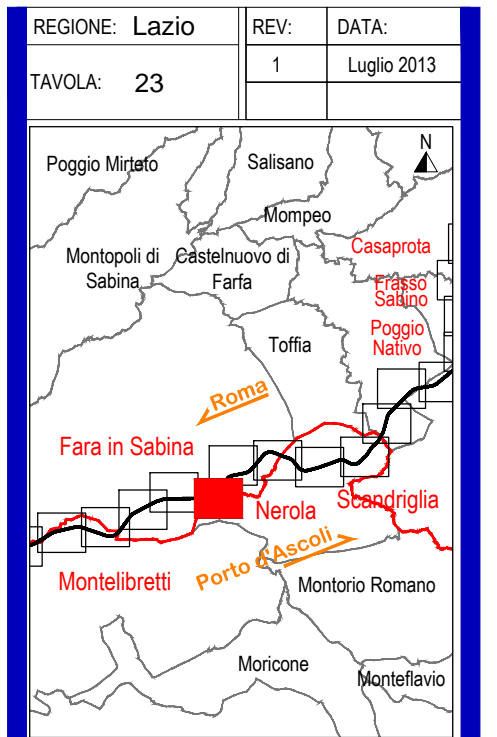 REGIONE: Lazio
REV:
DATA:
TAVOLA: 23
1
Luglio 2013
N
Poggio Mirteto
Salisano
Mompeo
Casaprota
Montopoli di
Sabina
Castelnuovo di
Farfa
Frasso
Sabino
Poggio
Nativo
Toffia
Roma
Fara in Sabina
Nerola
Scandriglia
Porto d'Ascoli
Montelibretti
Montorio Romano
Moricone
Monteflavio